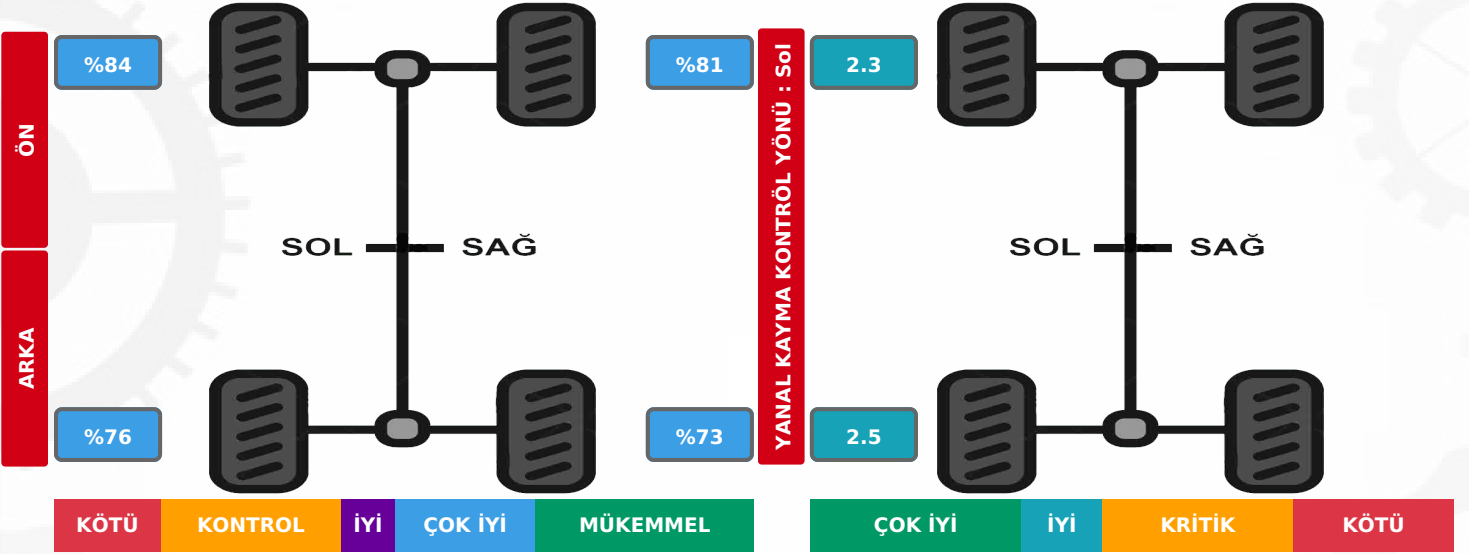 ÖN
%84
%81
YANAL KAYMA KONTRÖL YÖNÜ : Sol
2.3
SOL SAĞ
SOL SAĞ
ARKA
%76
%73
2.5
KÖTÜ KONTROL İYİ ÇOK İYİ MÜKEMMEL
ÇOK İYİ İYİ KRİTİK KÖTÜ